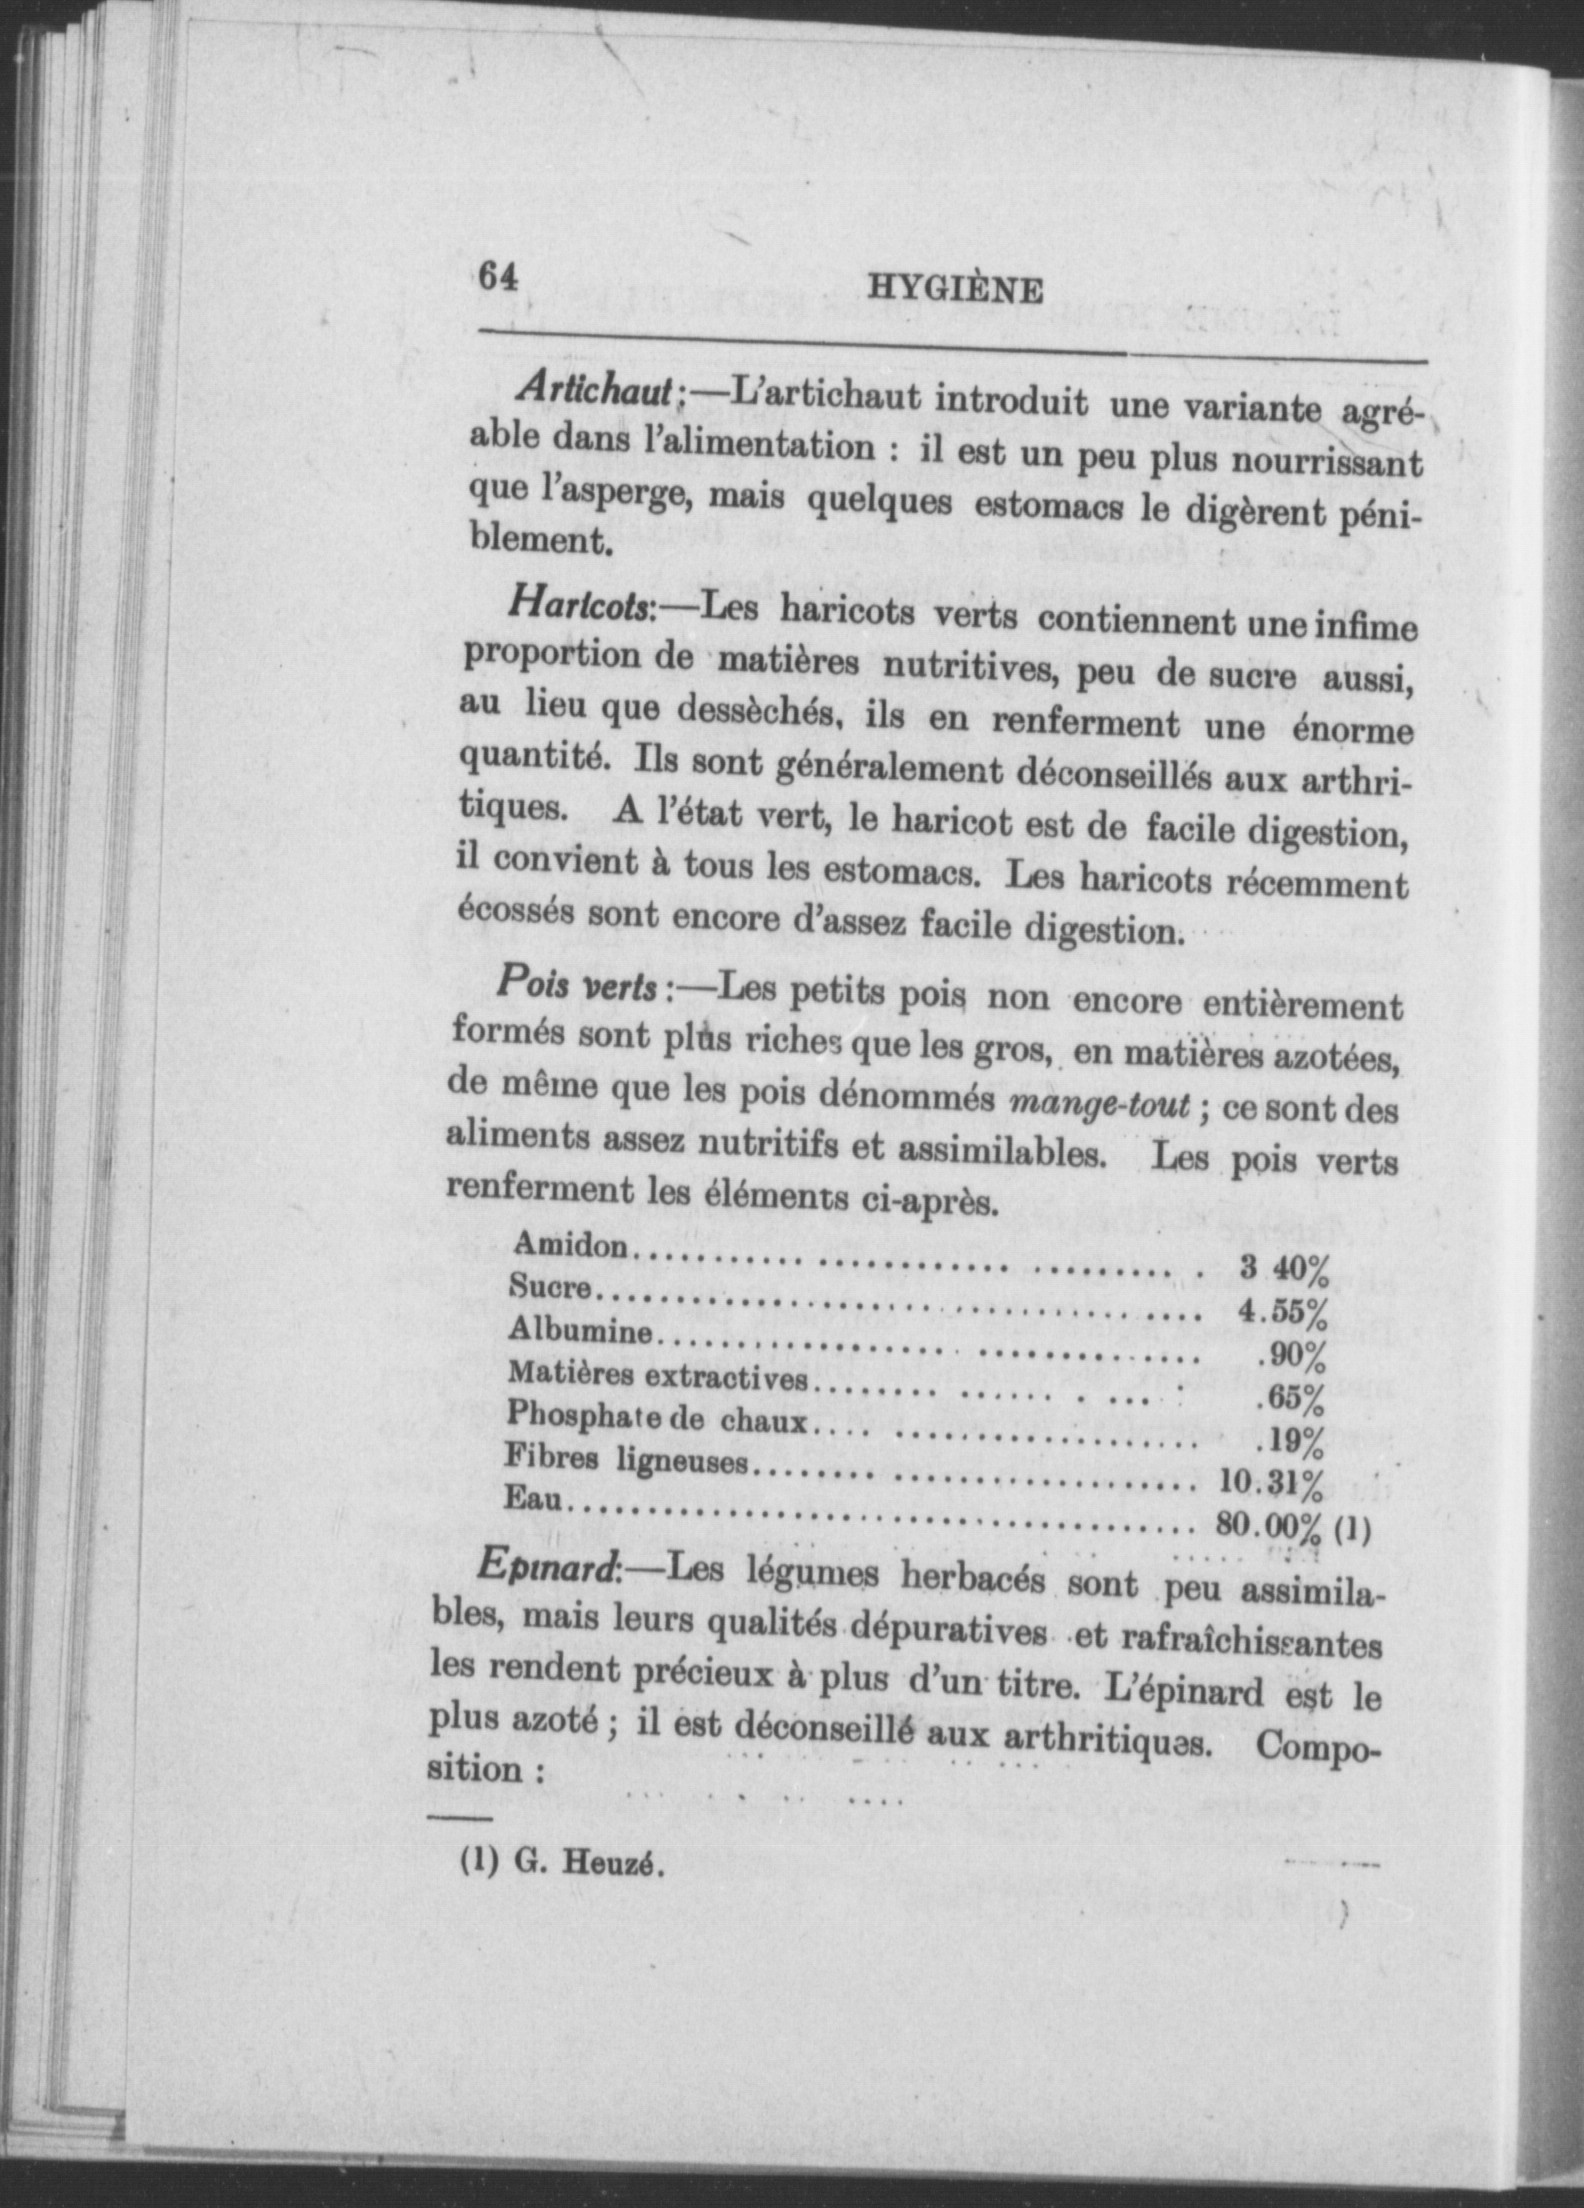 64 HYGIÈNE
Artichaut:—L'artichaut introduit une variante agré-
able dans l'alimentation : il est un peu plus nourrissant
que l'asperge, mais quelques estomacs le digèrent péni-
blement.
Haricots:—Les haricots verts contiennent une infime
proportion de matières nutritives, peu de sucre aussi,
au lieu que dessèchés, ils en renferment une énorme
quantité. Ils sont généralement déconseillés aux arthri-
tiques. A l'état vert, le haricot est de facile digestion,
il convient à tous les estomacs. Les haricots récemment
écossés sont encore d'assez facile digestion.
Pois verts :—Les petits pois non encore entièrement
formés sont plus riches que les gros, en matières azotées,
de même que les pois dénommés mange-tout ; ce sont des
aliments assez nutritifs et assimilables. Les pois verts
renferment les éléments ci-après.
Amidon........................................ 3 40%
Sucre........................................ 4.55%
Albumine........................................ .90%
Matières extractives........................ .65%
Phosphate de chaux........................ .19%
Fibres ligneuses............................ 10.31%
Eau........................................ 80.00% (1)
Epinard:—Les légumes herbacés sont peu assimila-
bles, mais leurs qualités dépuratives et rafraîchissantes
les rendent précieux à plus d'un titre. L'épinard est le
plus azoté ; il est déconseillé aux arthritiques. Compo-
sition :
(1) G. Heuzé.